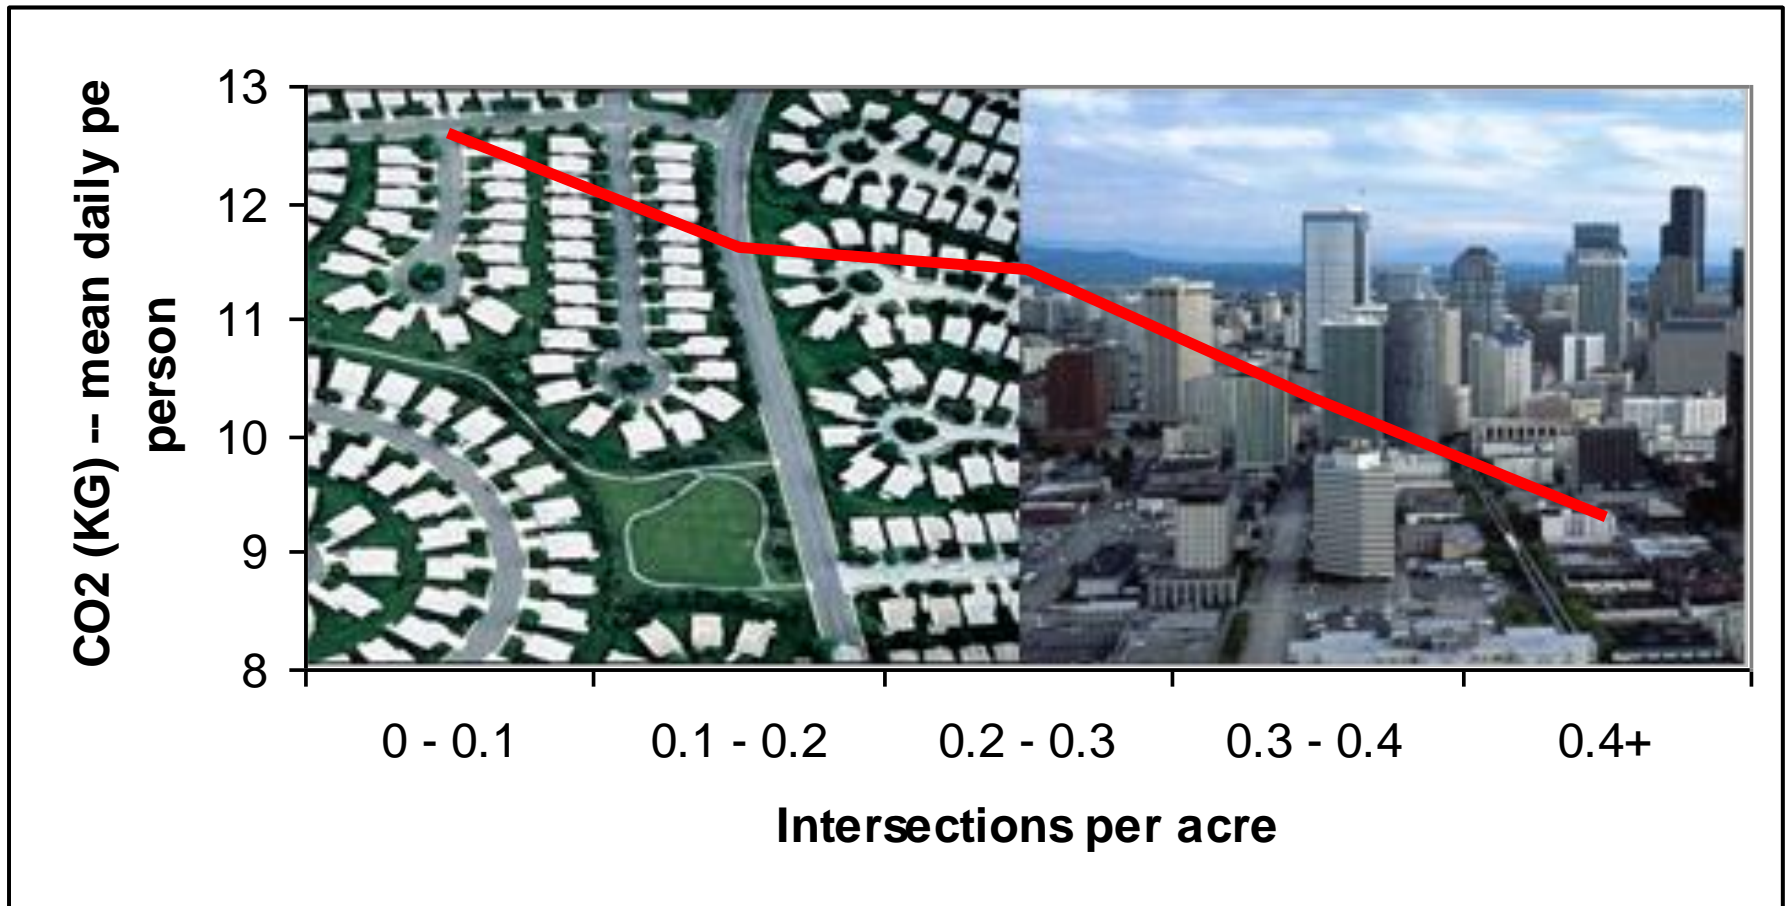 CO2 (KG) -- mean daily pe
person
13
12
11
10
9
8
0 - 0.1
0.1 - 0.2
0.2 - 0.3
0.3 - 0.4
0.4+
Intersections per acre